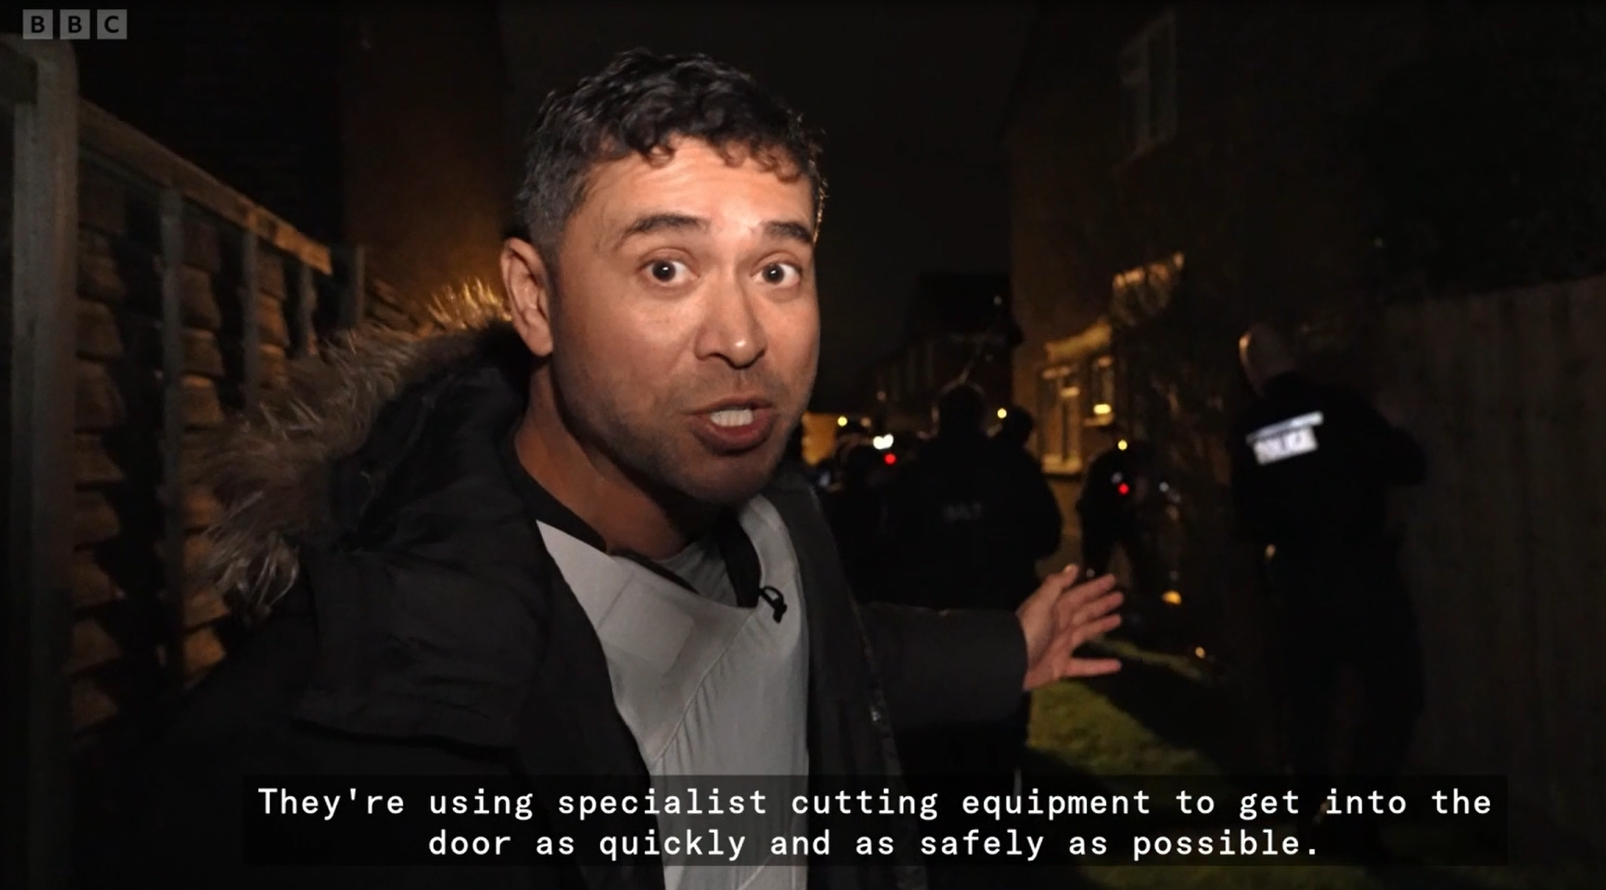 BBC
POLICE
They're using specialist cutting equipment to get into the
door as quickly and as safely as possible.